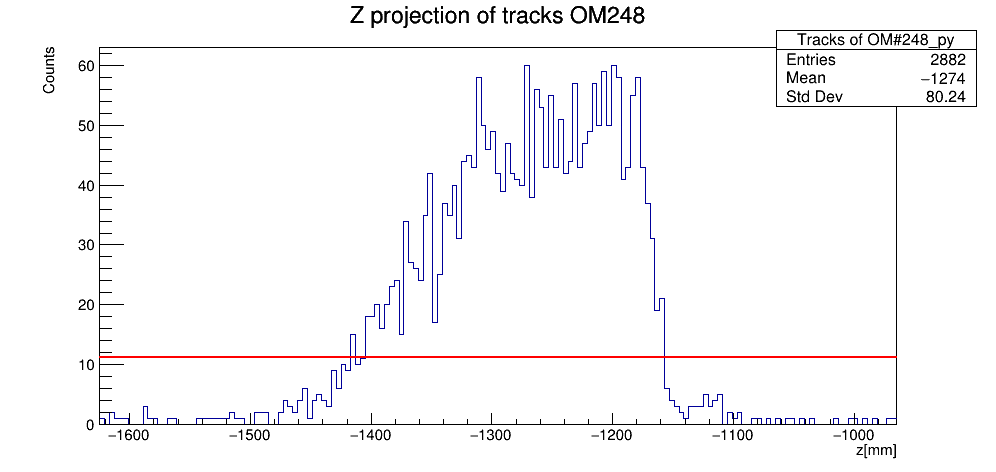 Z projection of tracks OM248
Tracks of OM#248_py
Entries 2882
Mean −1274
Std Dev 80.24
Counts
60
50
40
30
20
10
0
−1600 −1500 −1400 −1300 −1200 −1100 −1000
z[mm]